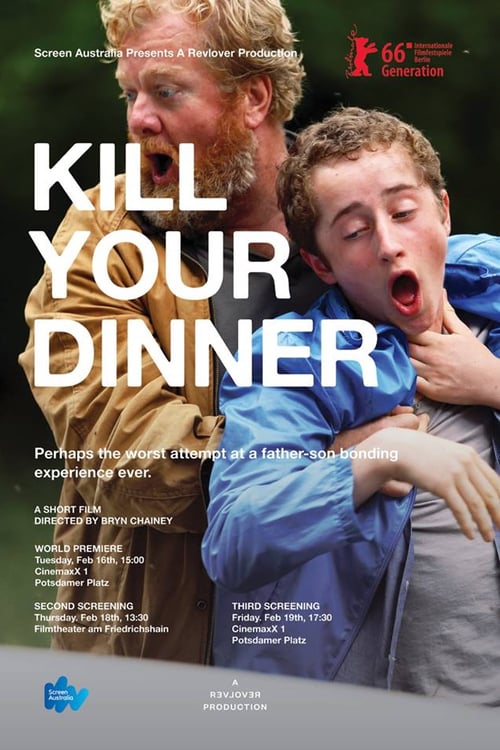 Screen Australia Presents A Revlover Production
Berlinale
66
Internationale
Filmfestspiele
Berlin
Generation
KILL
YOUR
DINNER
Perhaps the worst attempt at a father-son bonding
experience ever.
A SHORT FILM
DIRECTED BY BRYN CHAINEY
WORLD PREMIERE
Tuesday, Feb 16th, 15:00
CinemaxX 1
Potsdamer Platz
SECOND SCREENING
Thursday. Feb 18th, 13:30
Filmtheater am Friedrichshain
THIRD SCREENING
Friday. Feb 19th, 17:30
CinemaxX 1
Potsdamer Platz
Screen
Australia
A
REVLOVER
PRODUCTION